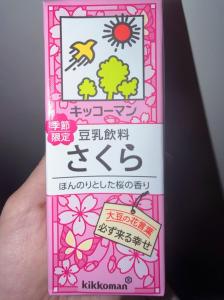 キッコーマン
季節
限定
豆乳飲料
さくら
ほんのりとした桜の香り
大豆の花言葉
必ず来る幸せ
kikkoman®